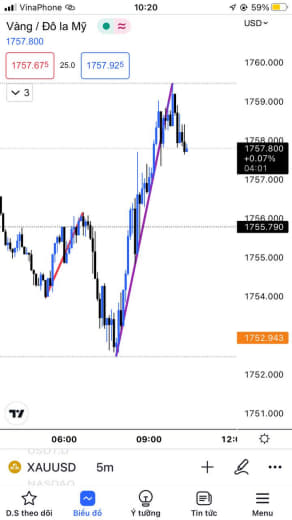 VinaPhone 10:20 59%
Vàng / Đô la Mỹ
USD
1757.800
1757.675 25.0 1757.925
3
1760.000
1759.000
1758.000
1757.800
+0.07%
04:01
1757.000
1756.000
1755.790
1755.000
1754.000
1752.943
1752.000
1751.000
06:00 09:00 12:0
USDT.D
XAUUSD 5m
NASDAQ
D.S theo dõi Biểu đồ Ý tưởng Tin tức Menu